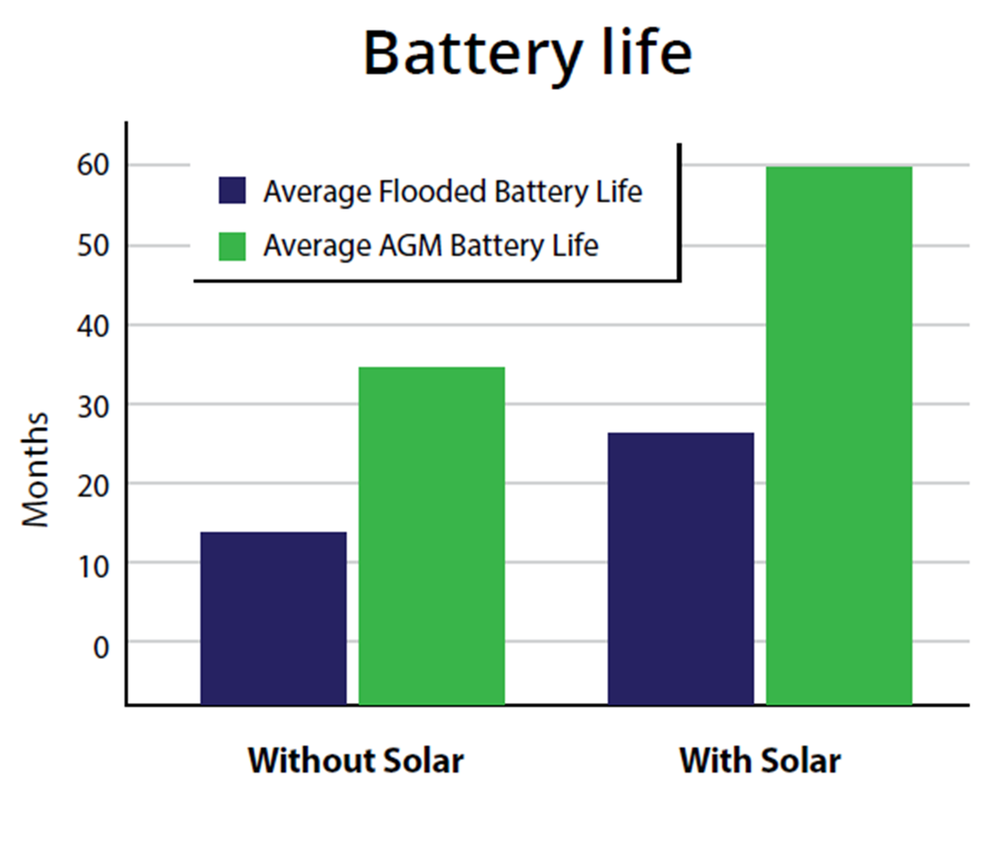 Battery life
60
Average Flooded Battery Life
50
Average AGM Battery Life
40
30
Months
20
10
0
Without Solar
With Solar